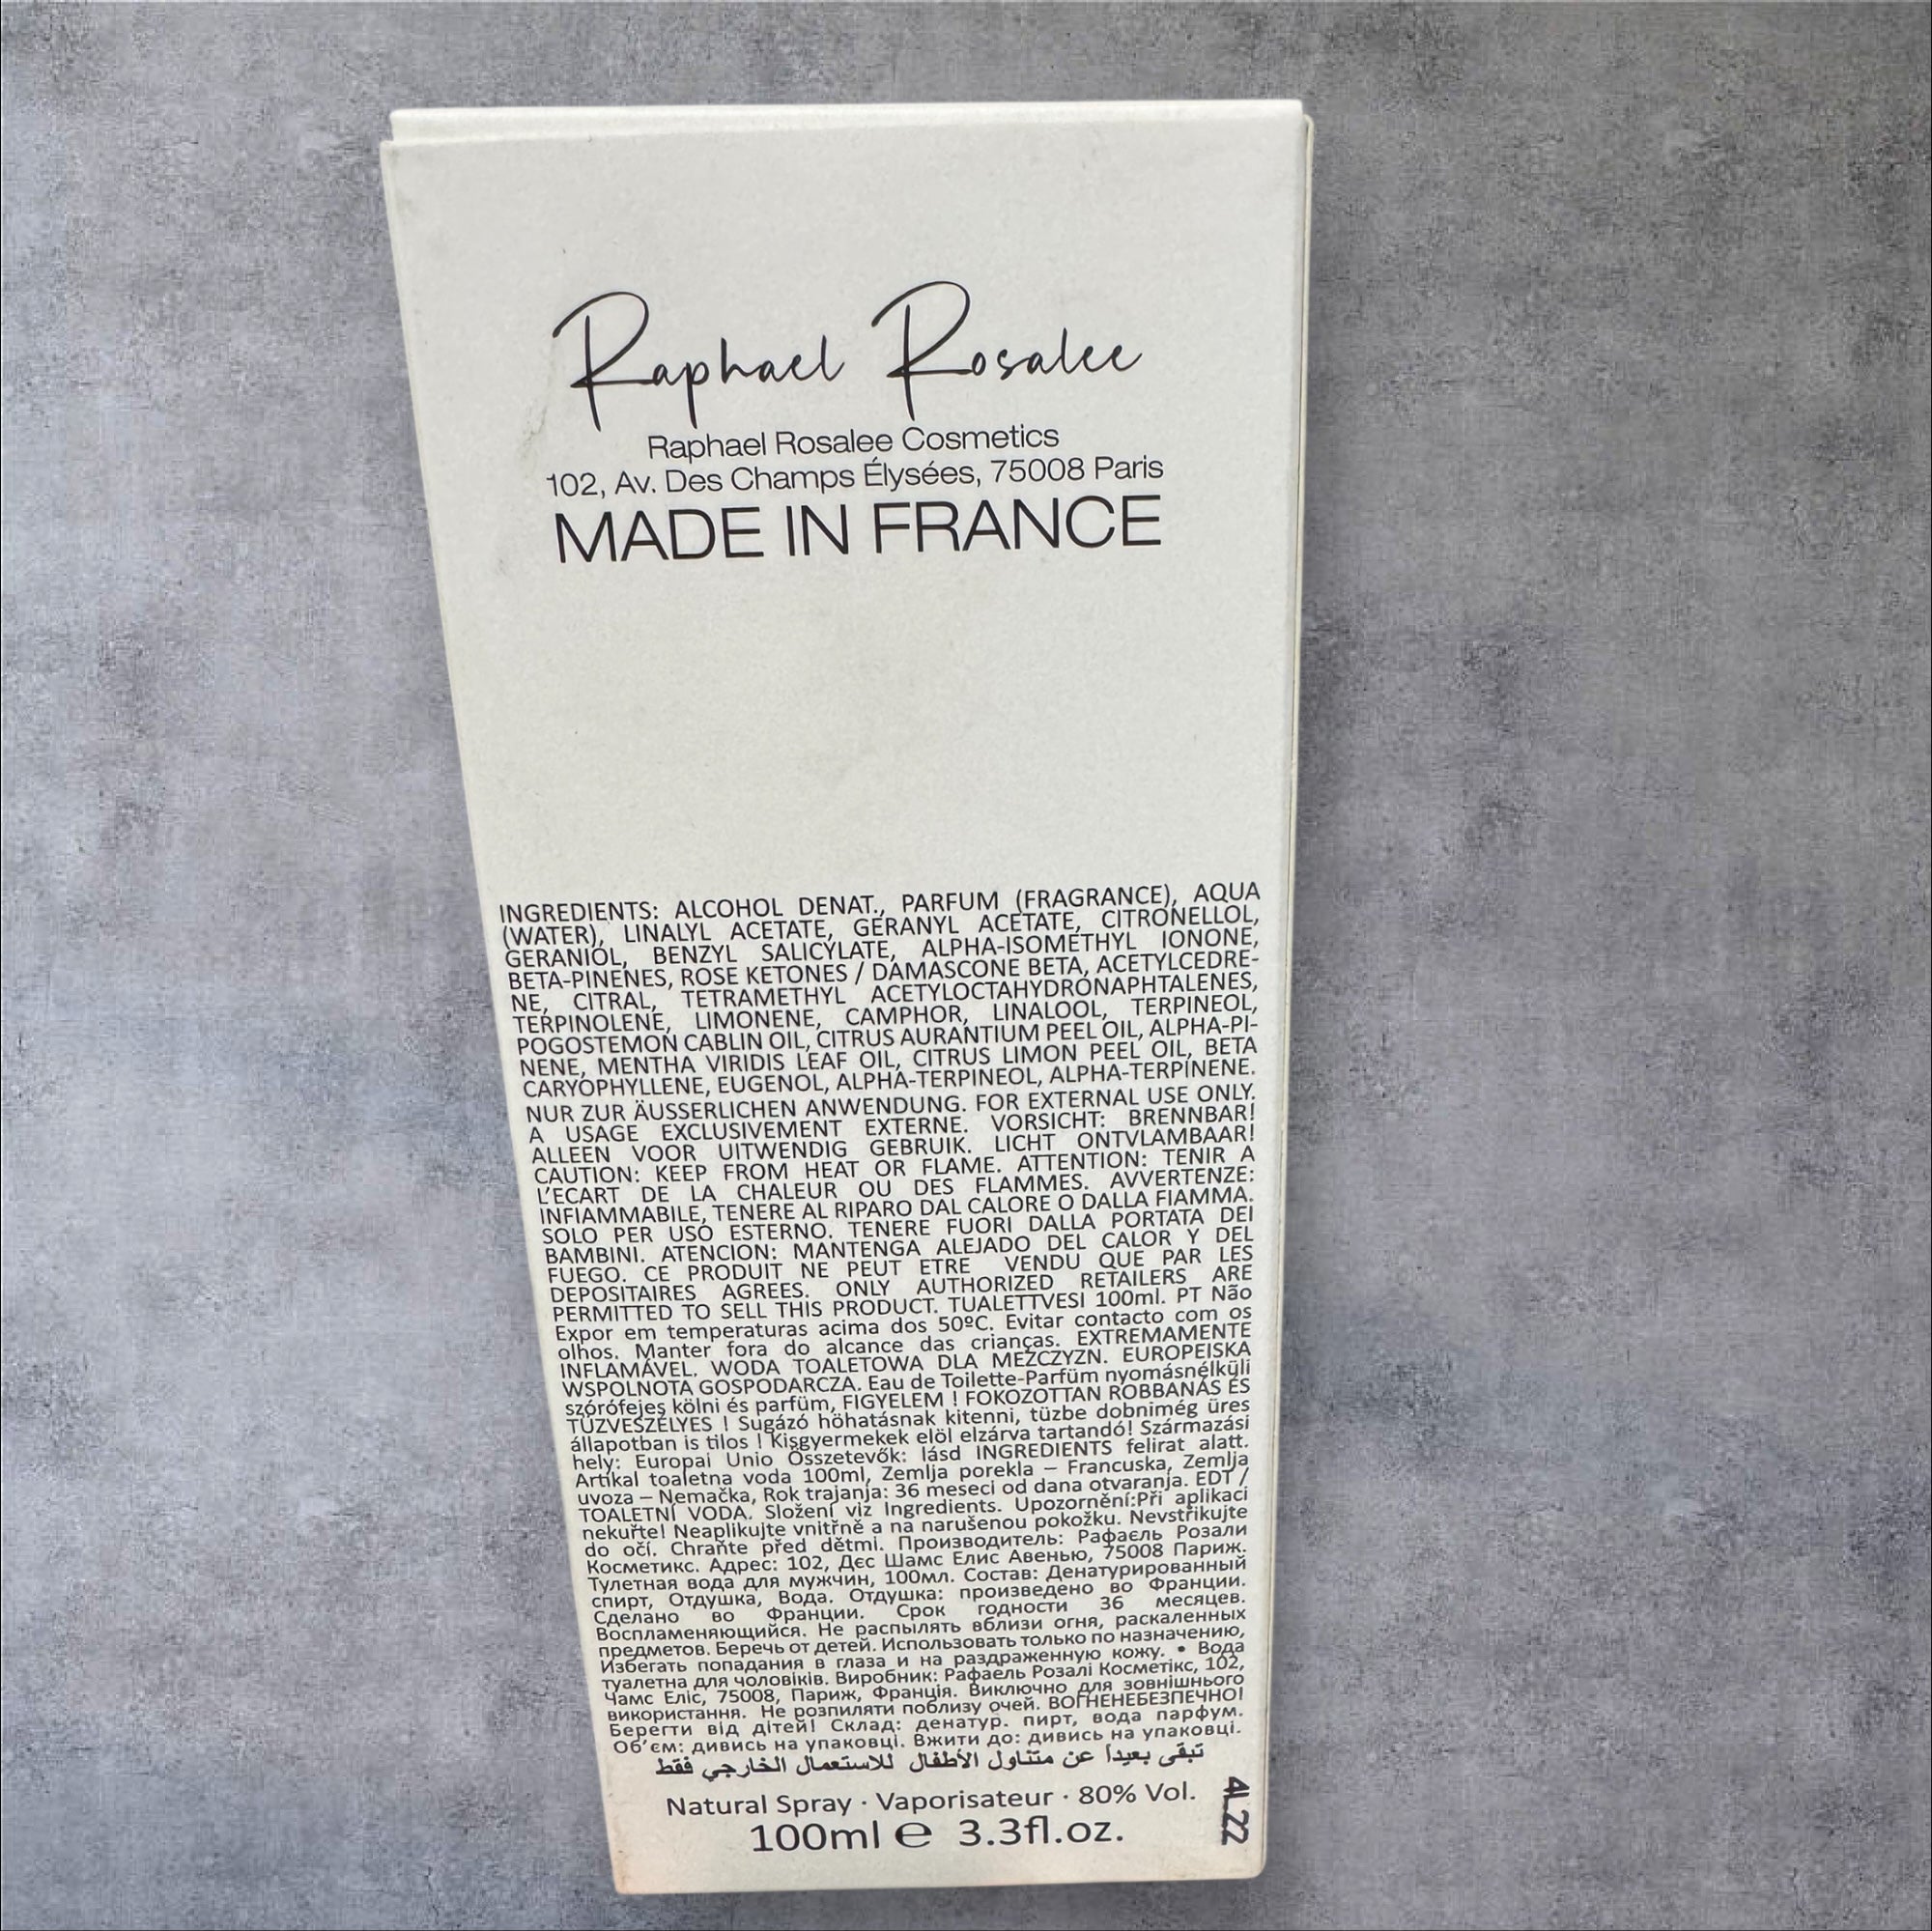 Raphael Rosalee
Raphael Rosalee Cosmetics
102, Av. Des Champs Élysées, 75008 Paris
MADE IN FRANCE
INGREDIENTS: ALCOHOL DENAT., PARFUM (FRAGRANCE), AQUA
(WATER), LINALYL ACETATE, GERANYL ACETATE, CITRONELLOL,
GERANIOL, BENZYL SALICYLATE, ALPHA-ISOMETHYL IONONE,
BETA-PINENES, ROSE KETONES / DAMASCONE BETA, ACETYLCEDRE-
NE, CITRAL, TETRAMETHYL ACETYLOCTAHYDRONAPHTALENES,
TERPINOLENE, LIMONENE, CAMPHOR, LINALOOL, TERPINEOL,
POGOSTEMON CABLIN OIL, CITRUS AURANTIUM PEEL OIL, ALPHA-PI-
NENE, MENTHA VIRIDIS LEAF OIL, CITRUS LIMON PEEL OIL, BETA
CARYOPHYLLENE, EUGENOL, ALPHA-TERPINEOL, ALPHA-TERPINENE.
NUR ZUR ÄUSSERLICHEN ANWENDUNG. FOR EXTERNAL USE ONLY.
A USAGE EXCLUSIVEMENT EXTERNE. VORSICHT: BRENNBAR!
ALLEEN VOOR UITWENDIG GEBRUIK. LICHT ONTVLAMBAAR!
CAUTION: KEEP FROM HEAT OR FLAME. ATTENTION: TENIR A
L'ECART DE LA CHALEUR OU DES FLAMMES. AVVERTENZE:
INFIAMMABILE, TENERE AL RIPARO DAL CALORE O DALLA FIAMMA.
SOLO PER USO ESTERNO. TENERE FUORI DALLA PORTATA DEI
BAMBINI. ATENCION: MANTENGA ALEJADO DEL CALOR Y DEL
FUEGO. CE PRODUIT NE PEUT ETRE VENDU QUE PAR LES
DEPOSITAIRES AGREES. ONLY AUTHORIZED RETAILERS ARE
PERMITTED TO SELL THIS PRODUCT. TUALETTVESI 100ml. PT Não
Expor em temperaturas acima dos 50ºC. Evitar contacto com os
olhos. Manter fora do alcance das crianças. EXTREMAMENTE
INFLAMÁVEL. WODA TOALETOWA DLA MEŻCZYZN. EUROPEISKA
WSPOLNOTA GOSPODARCZA. Eau de Toilette-Parfüm nyomásnélküli
szórófejes kölni és parfüm, FIGYELEM ! FOKOZOTTAN ROBBANÁS ÉS
TÜZVESZÉLYES ! Sugázó höhatásnak kitenni, tüzbe dobnimég üres
állapotban is tilos ! Kisgyermekek elöl elzárva tartandó! Származási
hely: Europai Unio Összetevők: lásd INGREDIENTS felirat alatt.
Artikal toaletna voda 100ml, Zemlja porekla – Francuska, Zemlja
uvoza – Nemačka, Rok trajanja: 36 meseci od dana otvaranja. EDT /
TOALETNÍ VODA. Složení viz Ingredients. Upozornění:Při aplikaci
nekuřte! Neaplikujte vnitřně a na narušenou pokožku. Nevstřikujte
do očí. Chraňte před dětmi. Производитель: Рафаєль Розали
Косметикс. Адрес: 102, Дєс Шамс Елис Авенью, 75008 Париж.
Тулетная вода для мужчин, 100мл. Состав: Денатурированный
спирт, Отдушка, Вода. Отдушка: произведено во Франции.
Сделано во Франции. Срок годности 36 месяцев.
Воспламеняющийся. Не распылять вблизи огня, раскаленных
предметов. Беречь от детей. Использовать только по назначению,
Избегать попадания в глаза и на раздраженную кожу. • Вода
туалетна для чоловіків. Виробник: Рафаель Розалі Косметікс, 102,
Чамс Еліс, 75008, Париж, Франція. Виключно для зовнішнього
використання. Не розпиляти поблизу очей. ВОГНЕНЕБЕЗПЕЧНО!
Берегти від дітей! Склад: денатур. пирт, вода парфум.
Об'єм: дивись на упаковці. Вжити до: дивись на упаковці.
تبقى بعيداً عن متناول الأطفال للاستعمال الخارجي فقط
Natural Spray · Vaporisateur · 80% Vol.
100ml e 3.3fl.oz.
4L22